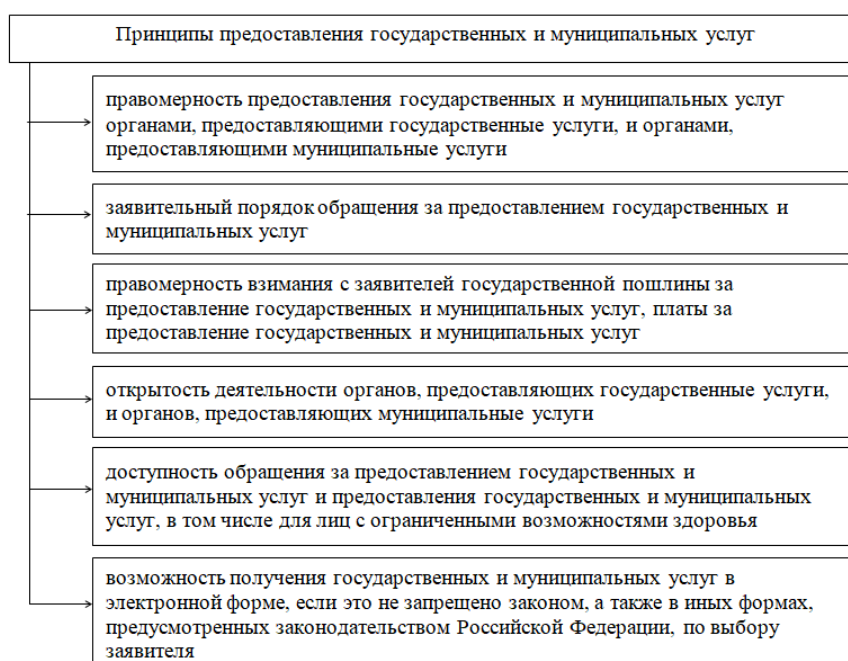 Принципы предоставления государственных и муниципальных услуг
правомерность предоставления государственных и муниципальных услуг
органами, предоставляющими государственные услуги, и органами,
предоставляющими муниципальные услуги
заявительный порядок обращения за предоставлением государственных и
муниципальных услуг
правомерность взимания с заявителей государственной пошлины за
предоставление государственных и муниципальных услуг, платы за
предоставление государственных и муниципальных услуг
открытость деятельности органов, предоставляющих государственные услуги,
и органов, предоставляющих муниципальные услуги
доступность обращения за предоставлением государственных и
муниципальных услуг и предоставления государственных и муниципальных
услуг, в том числе для лиц с ограниченными возможностями здоровья
возможность получения государственных и муниципальных услуг в
электронной форме, если это не запрещено законом, а также в иных формах,
предусмотренных законодательством Российской Федерации, по выбору
заявителя